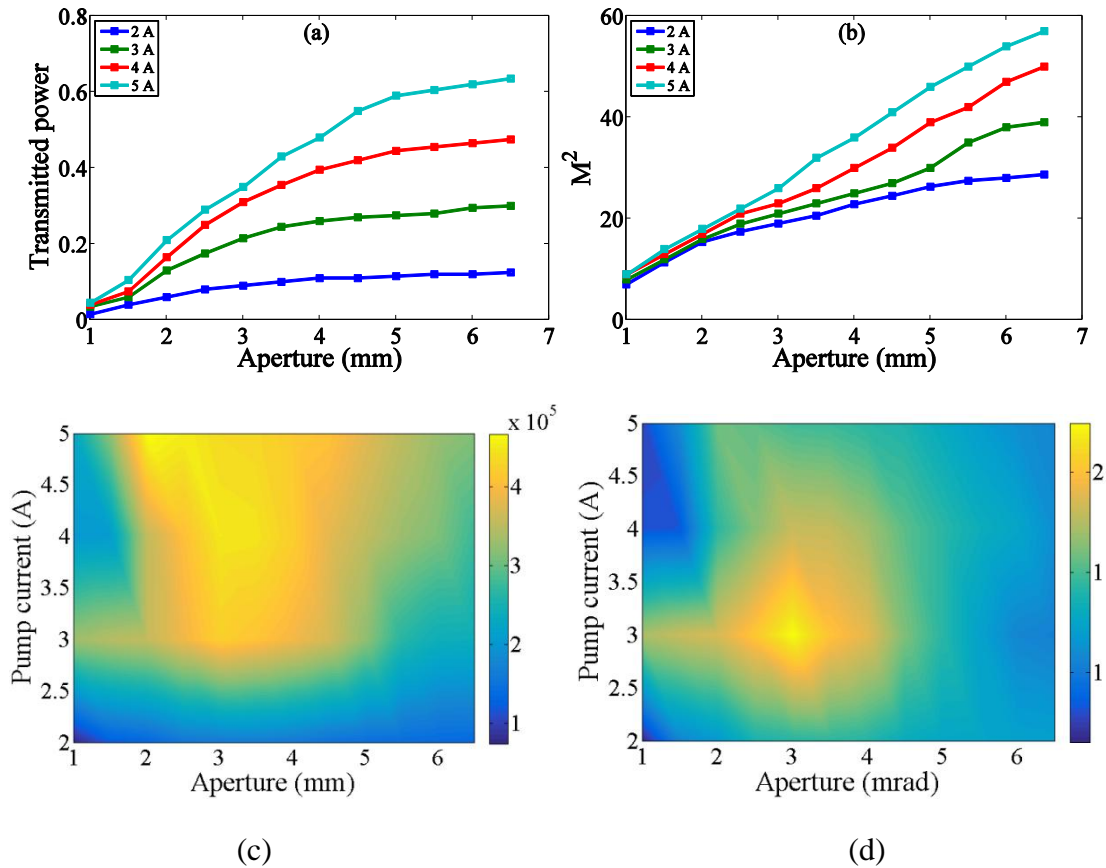 (a)
2 A
3 A
4 A
5 A
Transmitted power
0.8
0.6
0.4
0.2
0
1 2 3 4 5 6 7
Aperture (mm)
(b)
2 A
3 A
4 A
5 A
M²
60
40
20
0
1 2 3 4 5 6 7
Aperture (mm)
x 10⁵
Pump current (A)
5
4.5
4
3.5
3
2.5
2
1 2 3 4 5 6
Aperture (mm)
4
3
2
1
(c)
Pump current (A)
5
4.5
4
3.5
3
2.5
2
1 2 3 4 5 6
Aperture (mrad)
2
1
1
(d)